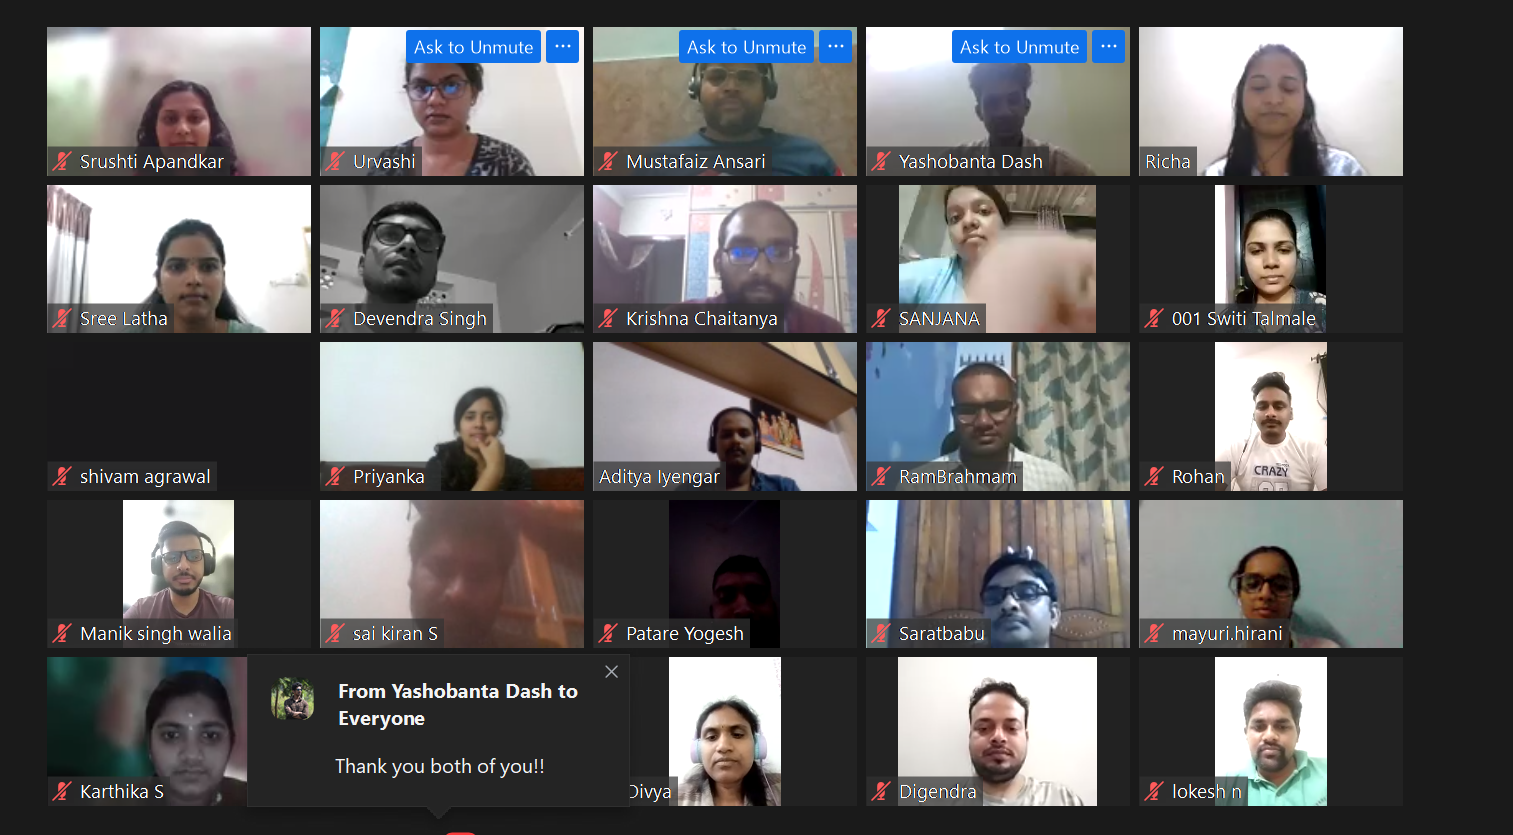 Ask to Unmute ...
Ask to Unmute ...
Ask to Unmute ...
Srushti Apandkar
Urvashi
Mustafaiz Ansari
Yashobanta Dash
Richa
Sree Latha
Devendra Singh
Krishna Chaitanya
SANJANA
001 Switi Talmale
shivam agrawal
Priyanka
Aditya Iyengar
RamBrahmam
Rohan
CRAZY
Manik singh walia
sai kiran S
Patare Yogesh
Saratbabu
mayuri.hirani
From Yashobanta Dash to
Everyone
Thank you both of you!!
Karthika S
Divya
Digendra
lokesh n